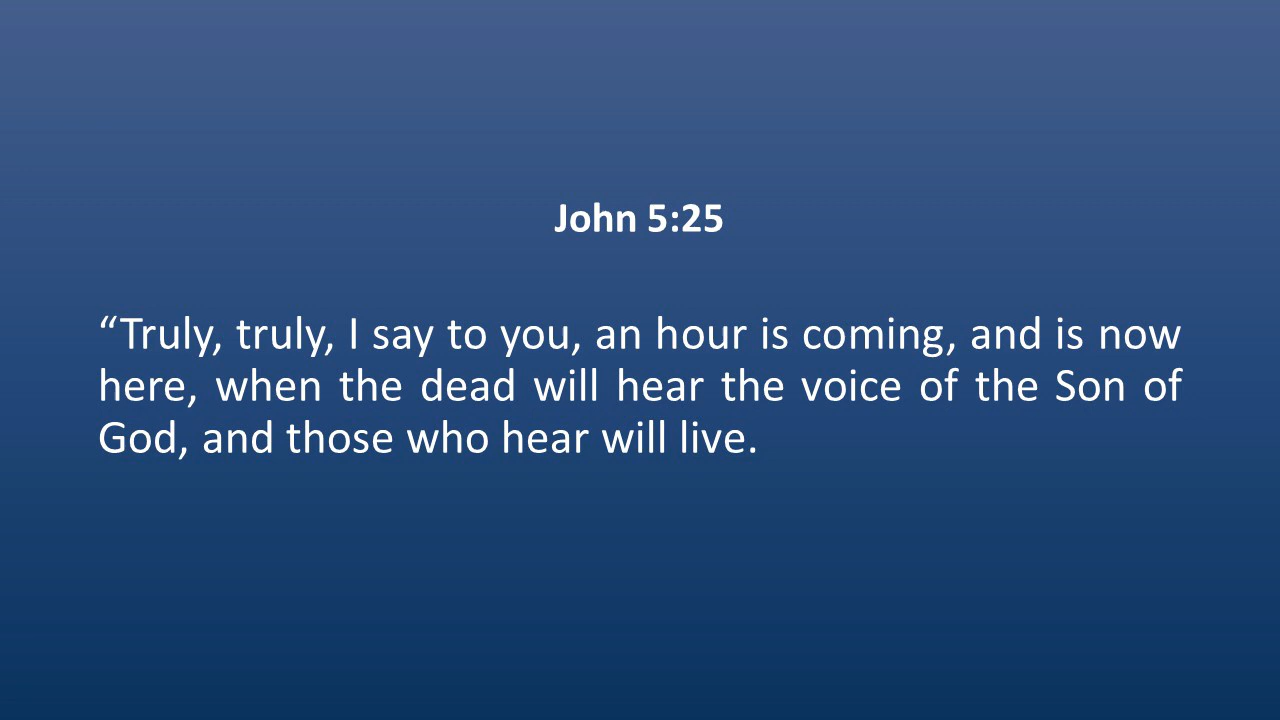 John 5:25
“Truly, truly, I say to you, an hour is coming, and is now
here, when the dead will hear the voice of the Son of
God, and those who hear will live.